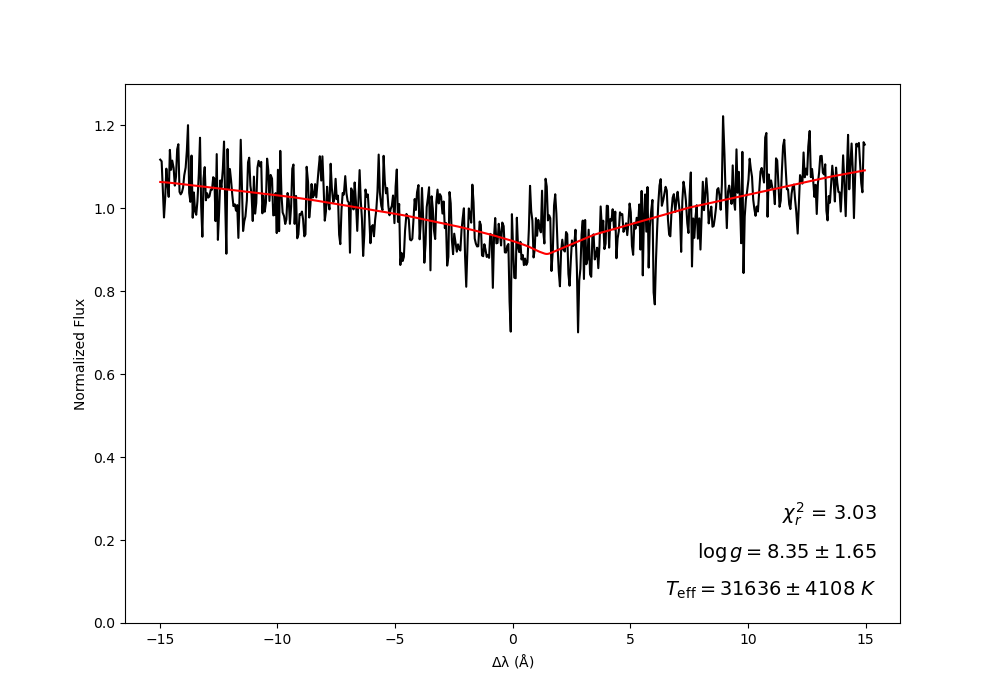 1.2
1.0
0.8
0.6
0.4
0.2
0.0
Normalized Flux
χ²ᵣ = 3.03
log g = 8.35 ± 1.65
T_eff = 31636 ± 4108 K
−15 −10 −5 0 5 10 15
Δλ (Å)